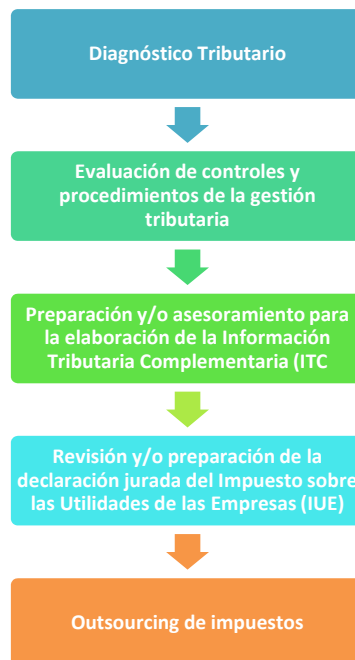 Diagnóstico Tributario
Evaluación de controles y
procedimientos de la gestión
tributaria
Preparación y/o asesoramiento para
la elaboración de la Información
Tributaria Complementaria (ITC
Revisión y/o preparación de la
declaración jurada del Impuesto sobre
las Utilidades de las Empresas (IUE)
Outsourcing de impuestos